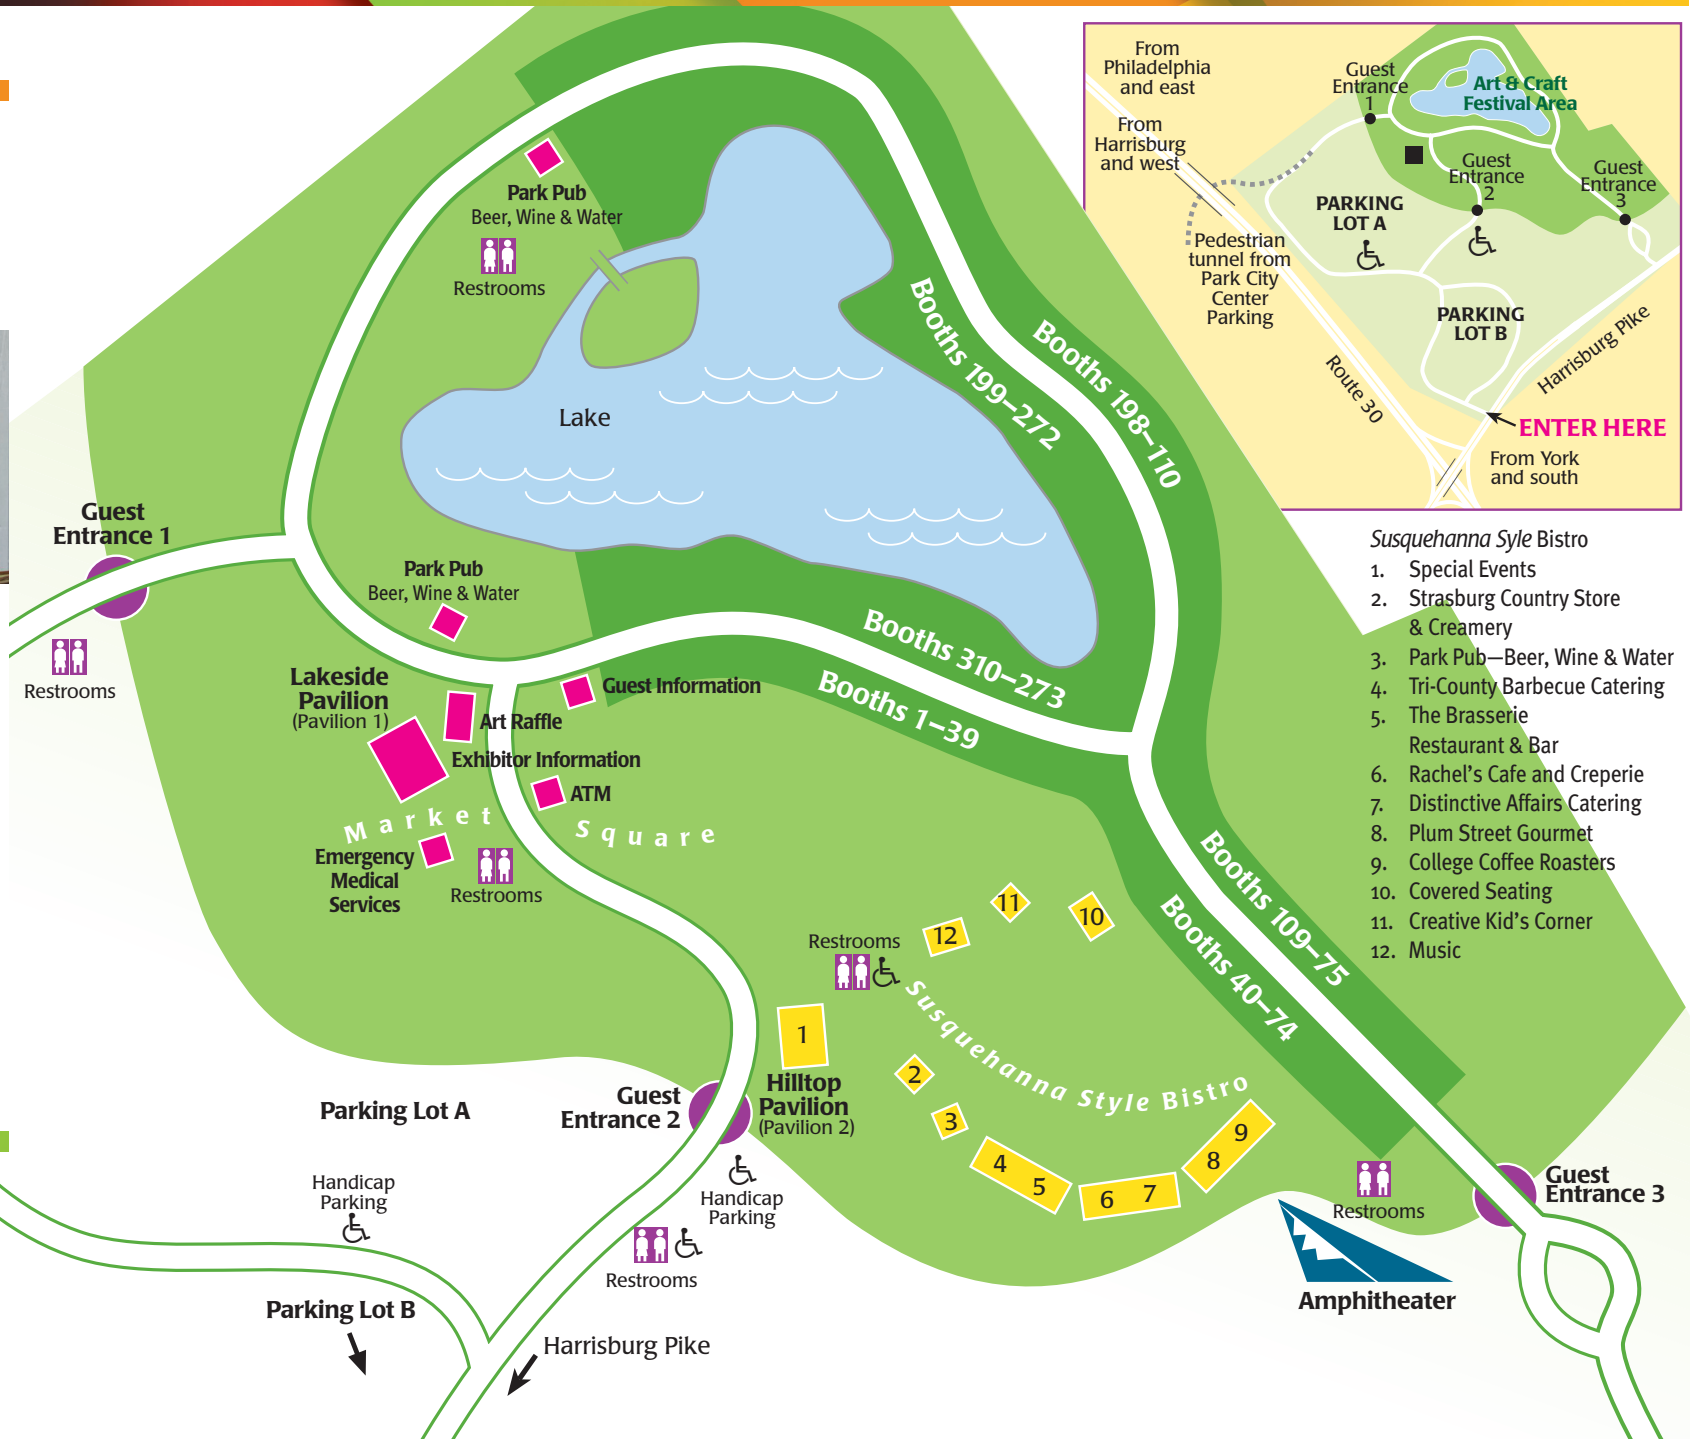 From
Philadelphia
and east
From
Harrisburg
and west
Guest
Entrance
1
Art & Craft
Festival Area
Guest
Entrance
2
Guest
Entrance
3
PARKING
LOT A
Pedestrian
tunnel from
Park City
Center
Parking
PARKING
LOT B
Route 30
Harrisburg Pike
ENTER HERE
From York
and south
Park Pub
Beer, Wine & Water
Restrooms
Booths 199–272
Booths 198–110
Lake
Guest
Entrance 1
Restrooms
Park Pub
Beer, Wine & Water
Booths 310–273
Booths 1–39
Lakeside
Pavilion
(Pavilion 1)
Guest Information
Art Raffle
Exhibitor Information
ATM
Market Square
Emergency
Medical
Services
Restrooms
Susquehanna Syle Bistro
1. Special Events
2. Strasburg Country Store
& Creamery
3. Park Pub—Beer, Wine & Water
4. Tri-County Barbecue Catering
5. The Brasserie
Restaurant & Bar
6. Rachel's Cafe and Creperie
7. Distinctive Affairs Catering
8. Plum Street Gourmet
9. College Coffee Roasters
10. Covered Seating
11. Creative Kid's Corner
12. Music
Booths 109–75
Booths 40–74
11
10
12
Restrooms
Susquehanna Style Bistro
1
Hilltop
Pavilion
(Pavilion 2)
2
3
4
5
6
7
8
9
Guest
Entrance 2
Parking Lot A
Handicap
Parking
Handicap
Parking
Restrooms
Parking Lot B
Harrisburg Pike
Restrooms
Guest
Entrance 3
Amphitheater